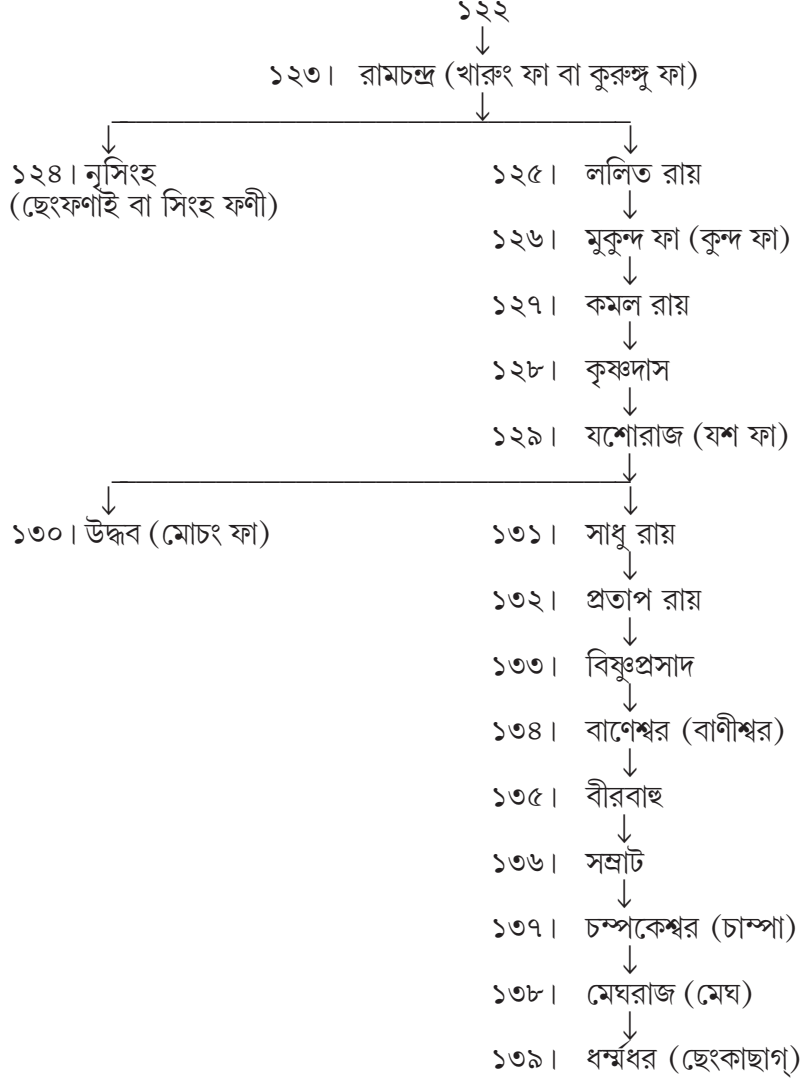 ১২২
১২৩। রামচন্দ্র (খারুং ফা বা কুরুঙ্গু ফা)
১২৪। নৃসিংহ
(ছেংফণাই বা সিংহ ফণী)
১২৫। ললিত রায়
১২৬। মুকুন্দ ফা (কুন্দ ফা)
১২৭। কমল রায়
১২৮। কৃষ্ণদাস
১২৯। যশোরাজ (যশ ফা)
১৩০। উদ্ধব (মোচং ফা)
১৩১। সাধু রায়
১৩২। প্রতাপ রায়
১৩৩। বিষ্ণুপ্রসাদ
১৩৪। বাণেশ্বর (বাণীশ্বর)
১৩৫। বীরবাহু
১৩৬। সম্রাট
১৩৭। চম্পকেশ্বর (চাম্পা)
১৩৮। মেঘরাজ (মেঘ)
১৩৯। ধর্ম্মধর (ছেংকাছাগ্)